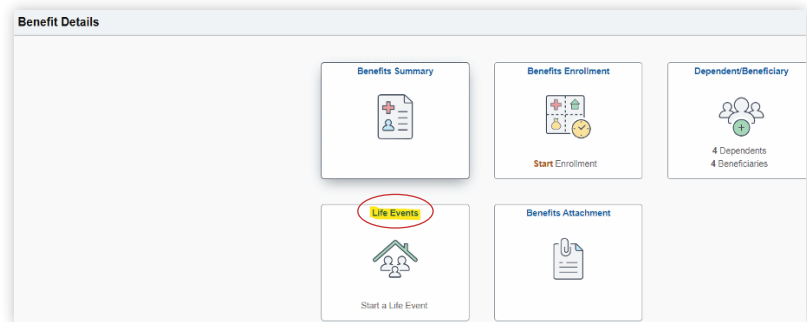 Benefit Details
Benefits Summary
Benefits Enrollment
Start Enrollment
Dependent/Beneficiary
4 Dependents
4 Beneficiaries
Life Events
Start a Life Event
Benefits Attachment